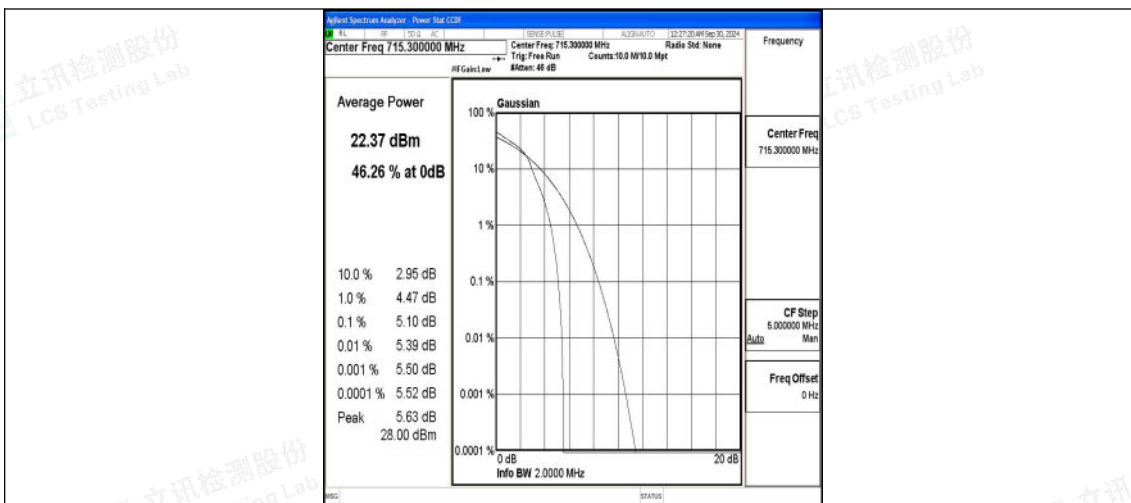 Agilent Spectrum Analyzer - Power Stat CCDF
RL RF 50 Ω AC SENSE:PULSE ALIGNAUTO 12:27:20 AM Sep 30, 2024
Center Freq 715.300000 MHz
Center Freq: 715.300000 MHz
Radio Std: None
Trig: Free Run
Counts:10.0 M/10.0 Mpt
#IFGain:Low
#Atten: 46 dB
Frequency
Average Power
22.37 dBm
46.26 % at 0dB
10.0 % 2.95 dB
1.0 % 4.47 dB
0.1 % 5.10 dB
0.01 % 5.39 dB
0.001 % 5.50 dB
0.0001 % 5.52 dB
Peak 5.63 dB
28.00 dBm
Gaussian
100 %
10 %
1 %
0.1 %
0.01 %
0.001 %
0.0001 %
0 dB
20 dB
Info BW 2.0000 MHz
Center Freq
715.300000 MHz
CF Step
5.000000 MHz
Auto Man
Freq Offset
0 Hz
MSG
STATUS
立讯检测股份
LCS Testing Lab
立讯检测股份
LCS Testing Lab
立讯检测股份